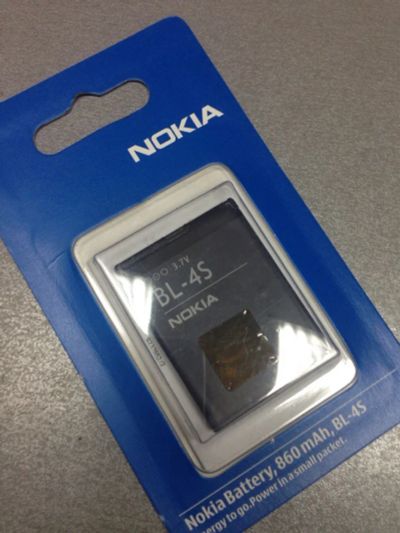 NOKIA
3.7V
BL-4S
NOKIA
Nokia Battery, 860 mAh, BL-4S
energy to go. Power in a small packet.